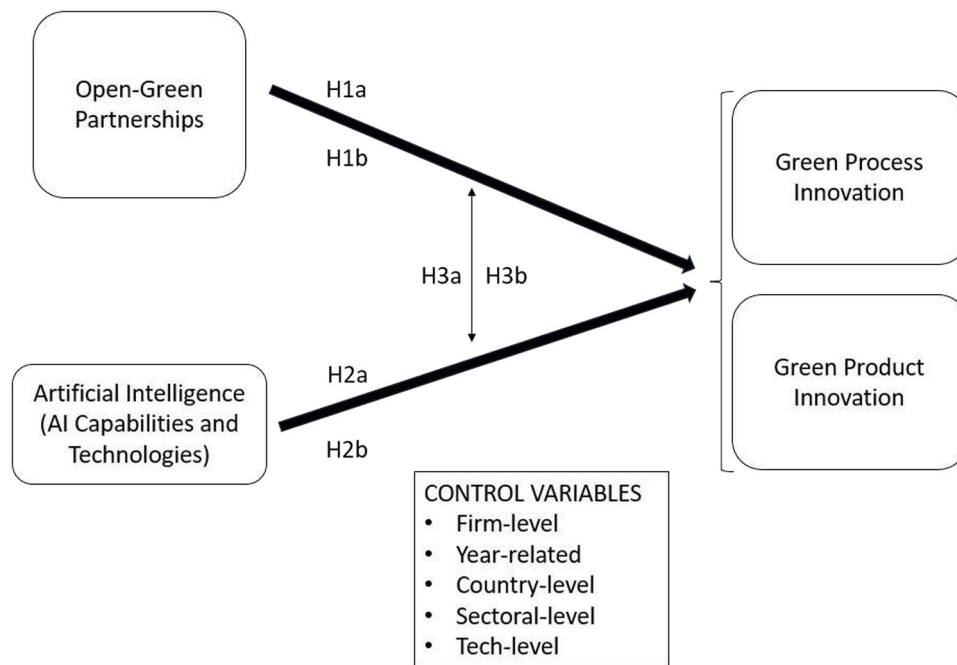 Open-Green
Partnerships
H1a
H1b
Green Process
Innovation
H3a
H3b
Artificial Intelligence
(AI Capabilities and
Technologies)
H2a
H2b
Green Product
Innovation
CONTROL VARIABLES
• Firm-level
• Year-related
• Country-level
• Sectoral-level
• Tech-level